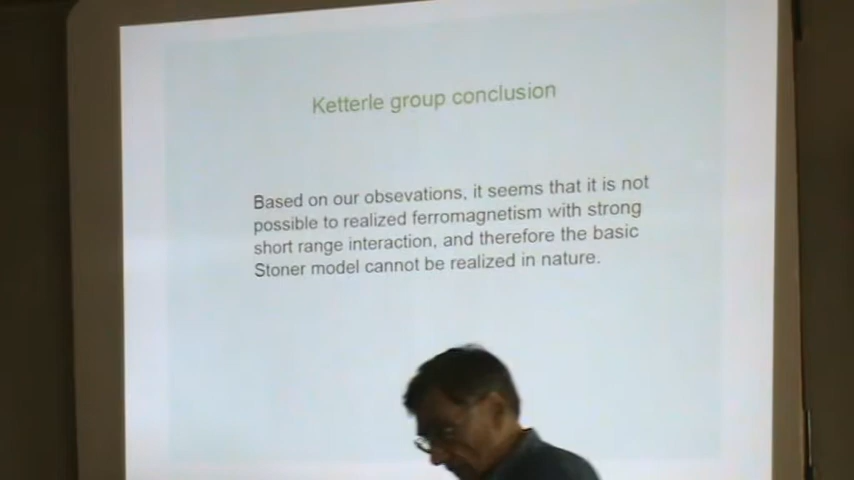 Ketterle group conclusion
Based on our obsevations, it seems that it is not
possible to realized ferromagnetism with strong
short range interaction, and therefore the basic
Stoner model cannot be realized in nature.